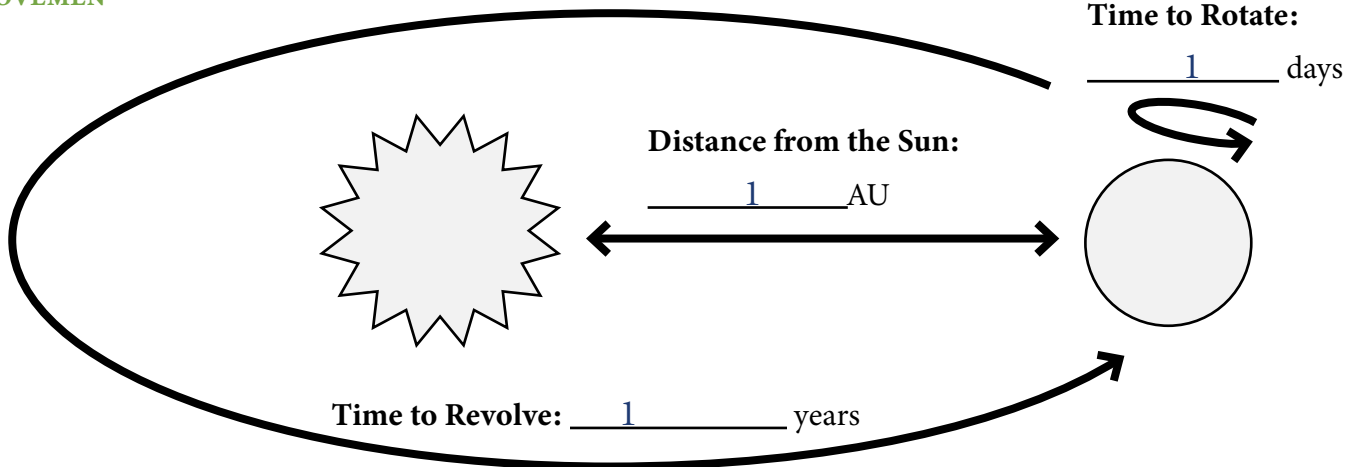 Time to Rotate:
1 days
Distance from the Sun:
1 AU
Time to Revolve: 1 years